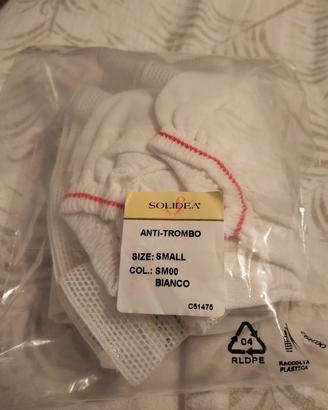 SOLIDEA®
ANTI-TROMBO
SIZE: SMALL
COL.: SM00
BIANCO
C51475
04
RLDPE
RACCOLTA
PLASTICA